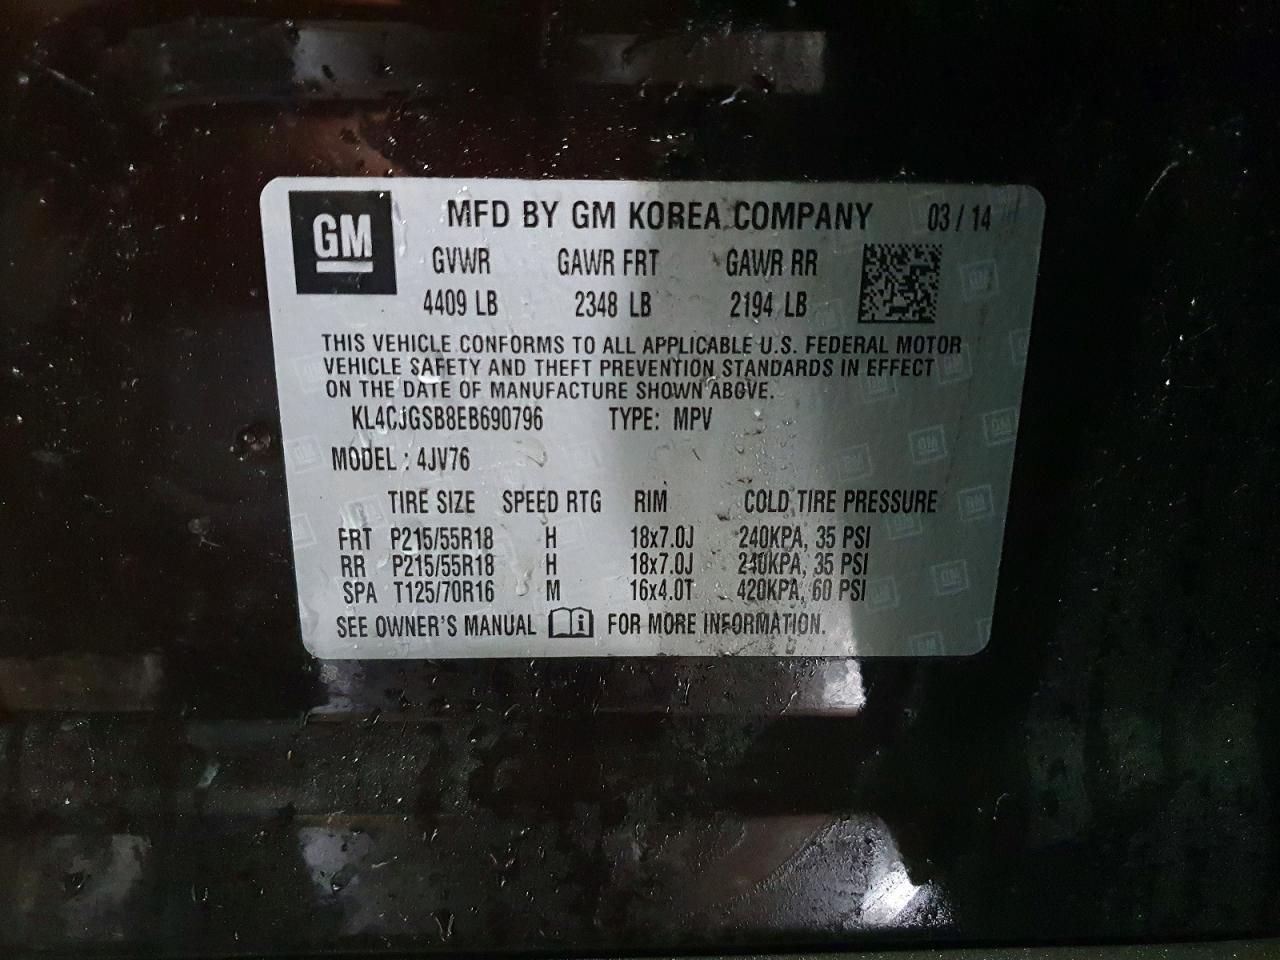 GM MFD BY GM KOREA COMPANY 03 / 14
GVWR GAWR FRT GAWR RR
4409 LB 2348 LB 2194 LB
THIS VEHICLE CONFORMS TO ALL APPLICABLE U.S. FEDERAL MOTOR
VEHICLE SAFETY AND THEFT PREVENTION STANDARDS IN EFFECT
ON THE DATE OF MANUFACTURE SHOWN ABOVE.
KL4CJGSB8EB690796 TYPE: MPV
MODEL : 4JV76
TIRE SIZE SPEED RTG RIM COLD TIRE PRESSURE
FRT P215/55R18 H 18x7.0J 240KPA, 35 PSI
RR P215/55R18 H 18x7.0J 240KPA, 35 PSI
SPA T125/70R16 M 16x4.0T 420KPA, 60 PSI
SEE OWNER'S MANUAL FOR MORE INFORMATION.